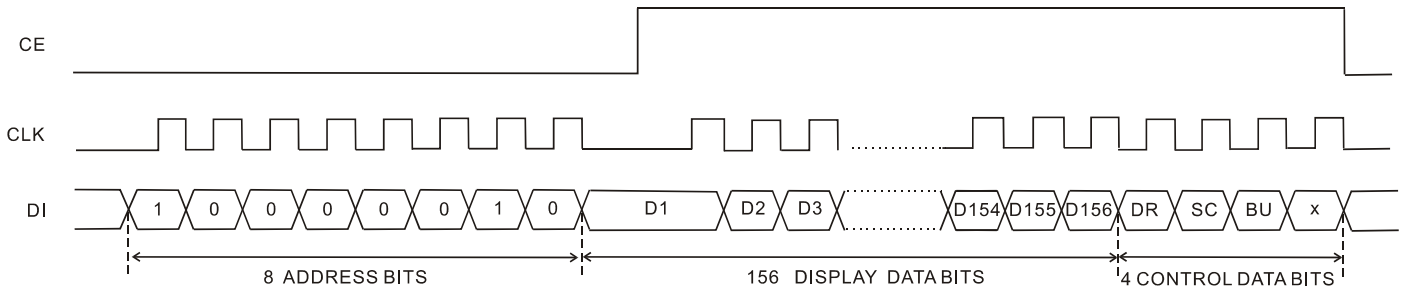 CE
CLK
DI 1 0 0 0 0 0 1 0 D1 D2 D3 D154 D155 D156 DR SC BU x
8 ADDRESS BITS 156 DISPLAY DATA BITS 4 CONTROL DATA BITS